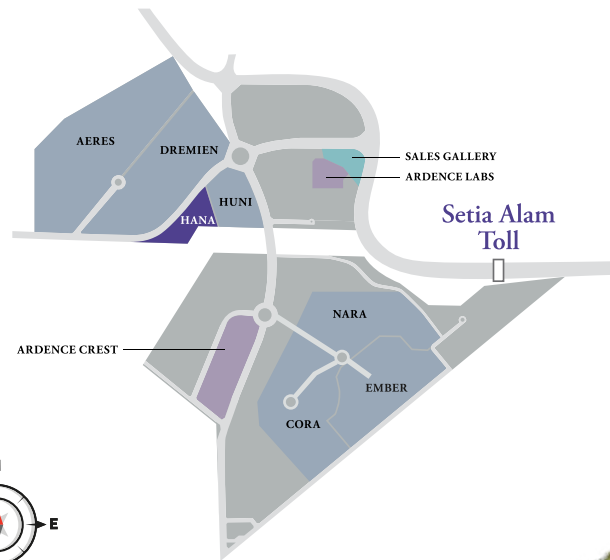 AERES
DREMIEN
SALES GALLERY
ARDENCE LABS
HUNI
HANA
Setia Alam
Toll
NARA
ARDENCE CREST
EMBER
CORA
E